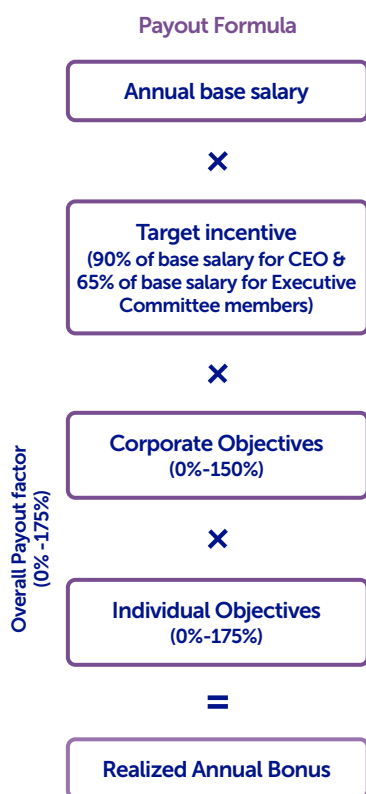 Payout Formula
Annual base salary
×
Target incentive
(90% of base salary for CEO &
65% of base salary for Executive
Committee members)
×
Overall Payout factor
(0% -175%)
Corporate Objectives
(0%-150%)
×
Individual Objectives
(0%-175%)
=
Realized Annual Bonus